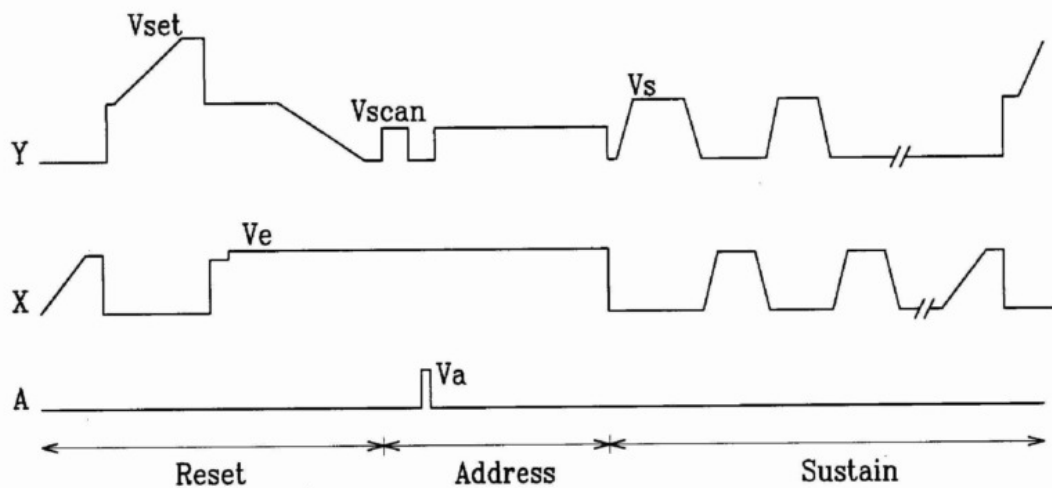 Vset
Vscan
Vs
Y
Ve
X
Va
A
Reset
Address
Sustain